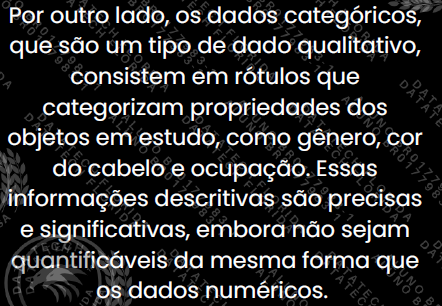 Por outro lado, os dados categóricos,
que são um tipo de dado qualitativo,
consistem em rótulos que
categorizam propriedades dos
objetos em estudo, como gênero, cor
do cabelo e ocupação. Essas
informações descritivas são precisas
e significativas, embora não sejam
quantificáveis da mesma forma que
os dados numéricos.